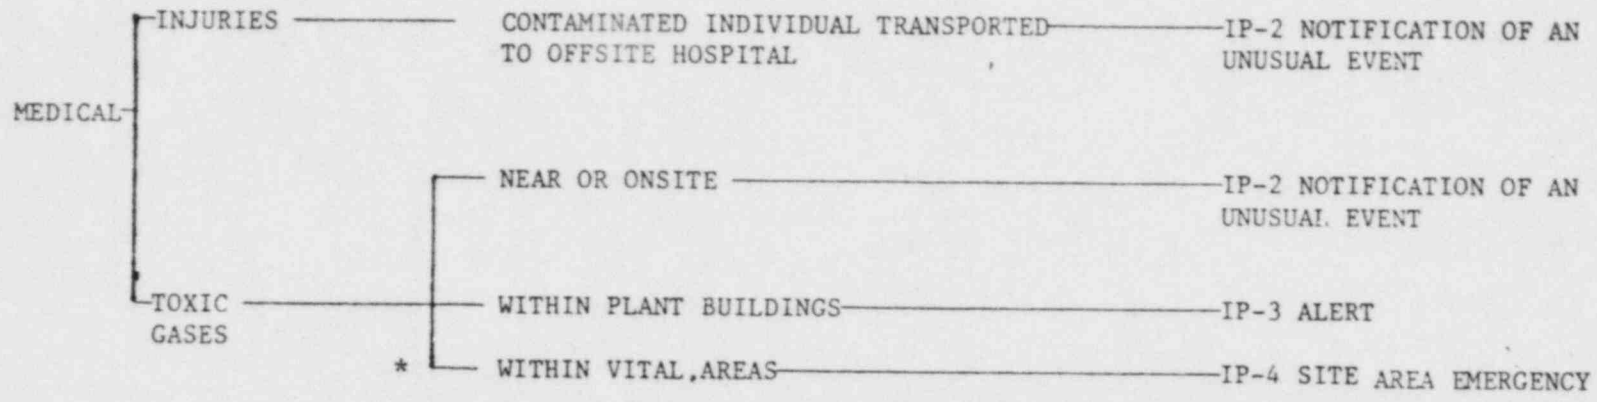 INJURIES CONTAMINATED INDIVIDUAL TRANSPORTED IP-2 NOTIFICATION OF AN
TO OFFSITE HOSPITAL UNUSUAL EVENT
MEDICAL
NEAR OR ONSITE IP-2 NOTIFICATION OF AN
UNUSUAL EVENT
TOXIC WITHIN PLANT BUILDINGS IP-3 ALERT
GASES
* WITHIN VITAL AREAS IP-4 SITE AREA EMERGENCY